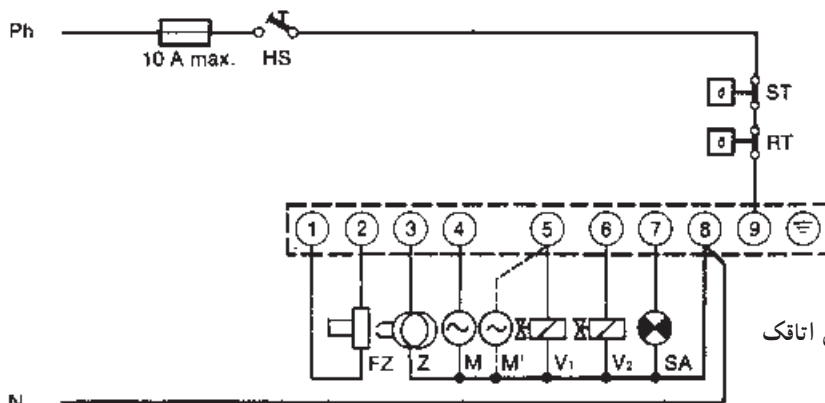 Ph
10 A max. HS
ST
RT
1 2 3 4 5 6 7 8 9
اتاقک
FZ Z M M' V1 V2 SA
N